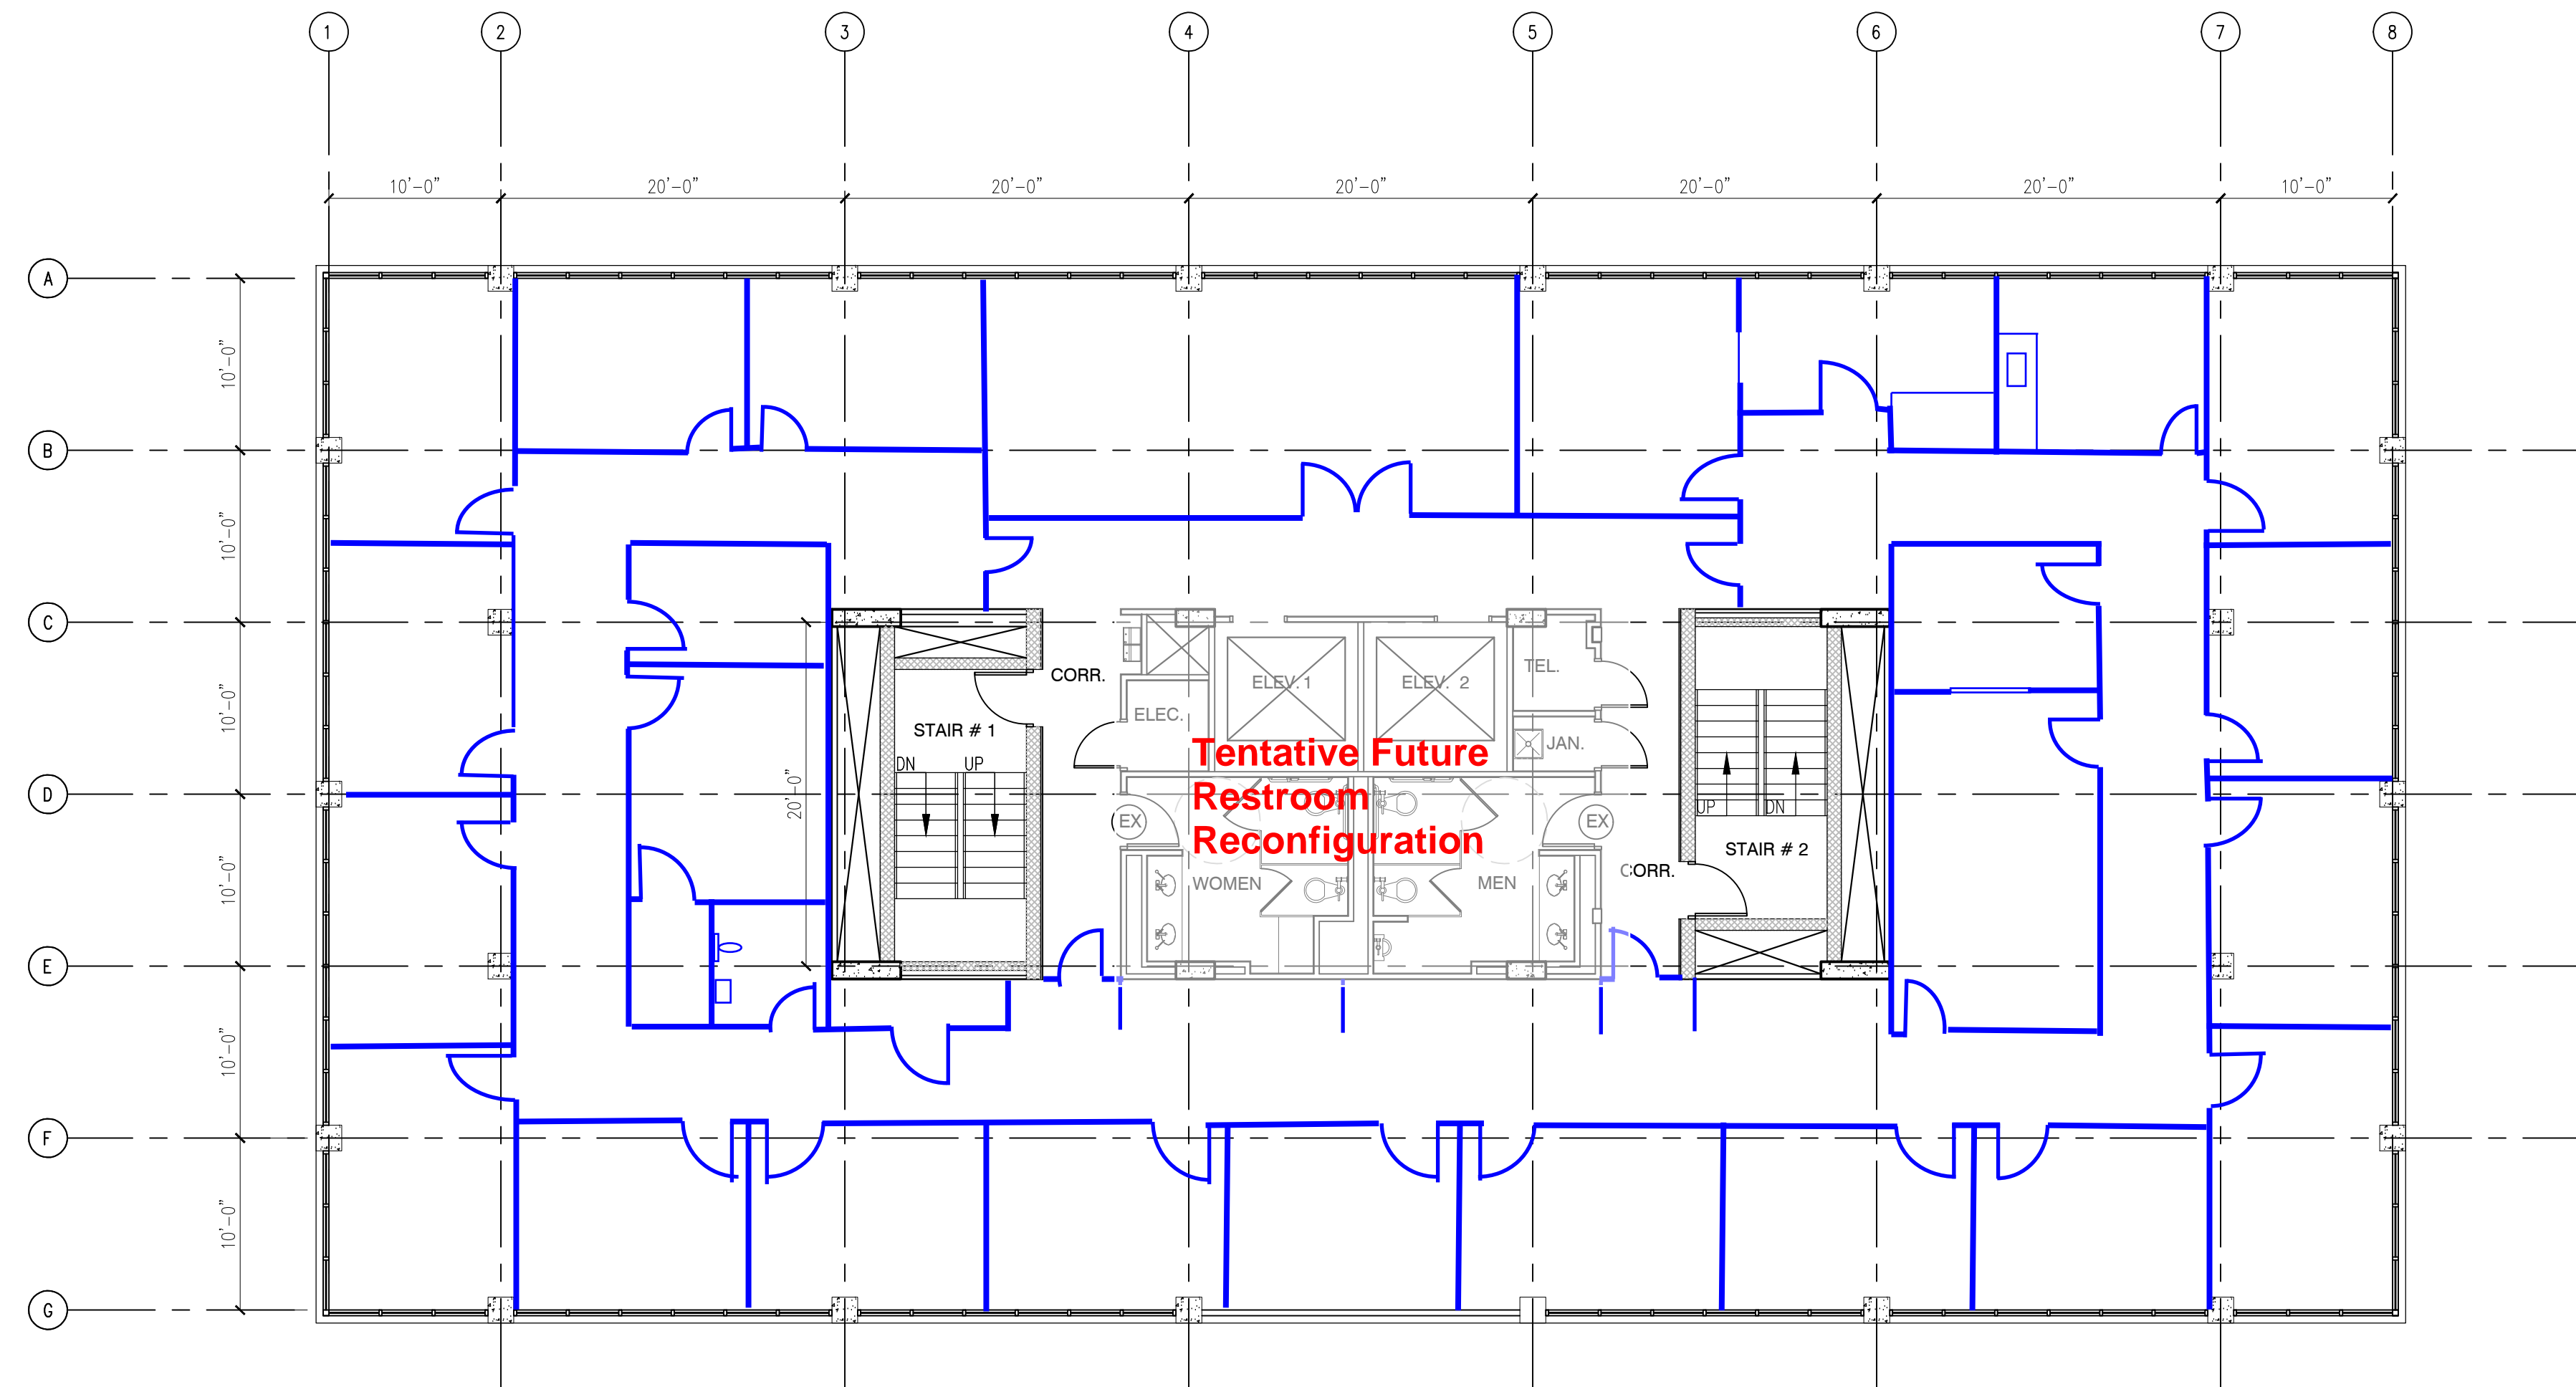 1 2 3 4 5 6 7 8
10'-0" 20'-0" 20'-0" 20'-0" 20'-0" 20'-0" 10'-0"
A
10'-0"
B
10'-0"
C
10'-0"
D
10'-0"
E
10'-0"
F
10'-0"
G
20'-0"
CORR.
STAIR # 1
DN UP
ELEC.
ELEV. 1
ELEV. 2
TEL.
JAN.
Tentative Future
Restroom
Reconfiguration
EX
EX
WOMEN
MEN
CORR.
UP DN
STAIR # 2